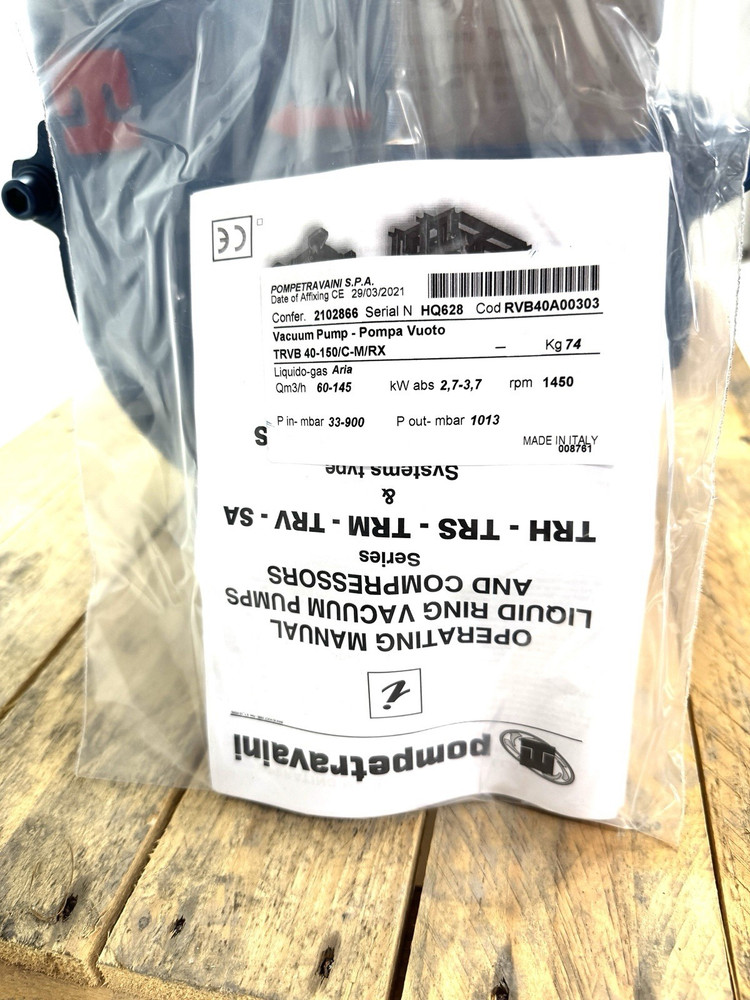 POMPETRAVAINI S.P.A.
Date of Affixing CE 29/03/2021
Confer. 2102866 Serial N HQ628 Cod RVB40A00303
Vacuum Pump - Pompa Vuoto
TRVB 40-150/C-M/RX – Kg 74
Liquido-gas Aria
Qm3/h 60-145 kW abs 2,7-3,7 rpm 1450
P in- mbar 33-900 P out- mbar 1013
MADE IN ITALY
008761
pompetravaini
i
OPERATING MANUAL
LIQUID RING VACUUM PUMPS
AND COMPRESSORS
Series
TRH - TRS - TRM - TRV - SA
&
Systems type
S
CE